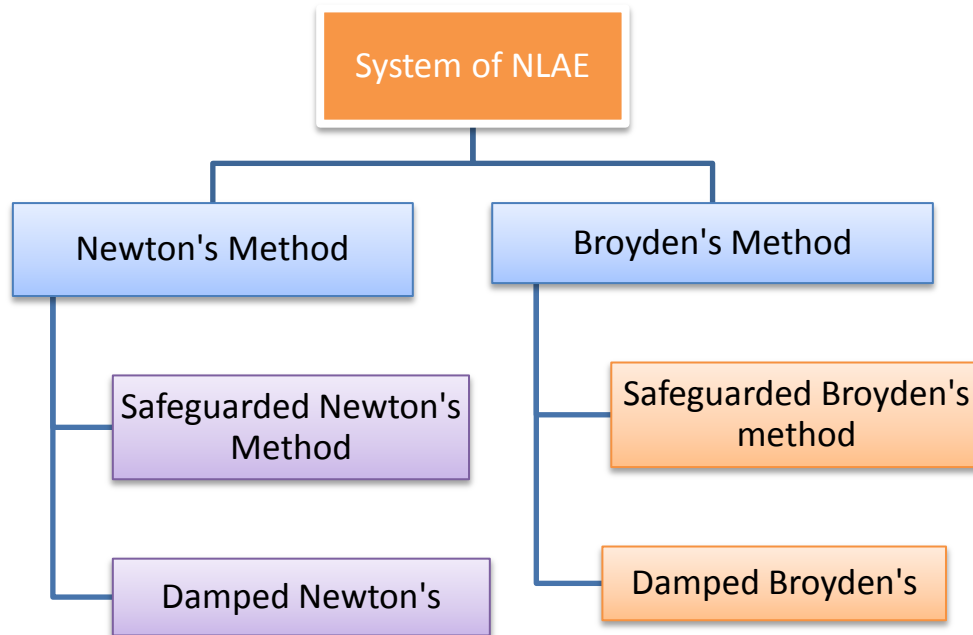 System of NLAE
Newton's Method
Broyden's Method
Safeguarded Newton's
Method
Safeguarded Broyden's
method
Damped Newton's
Damped Broyden's